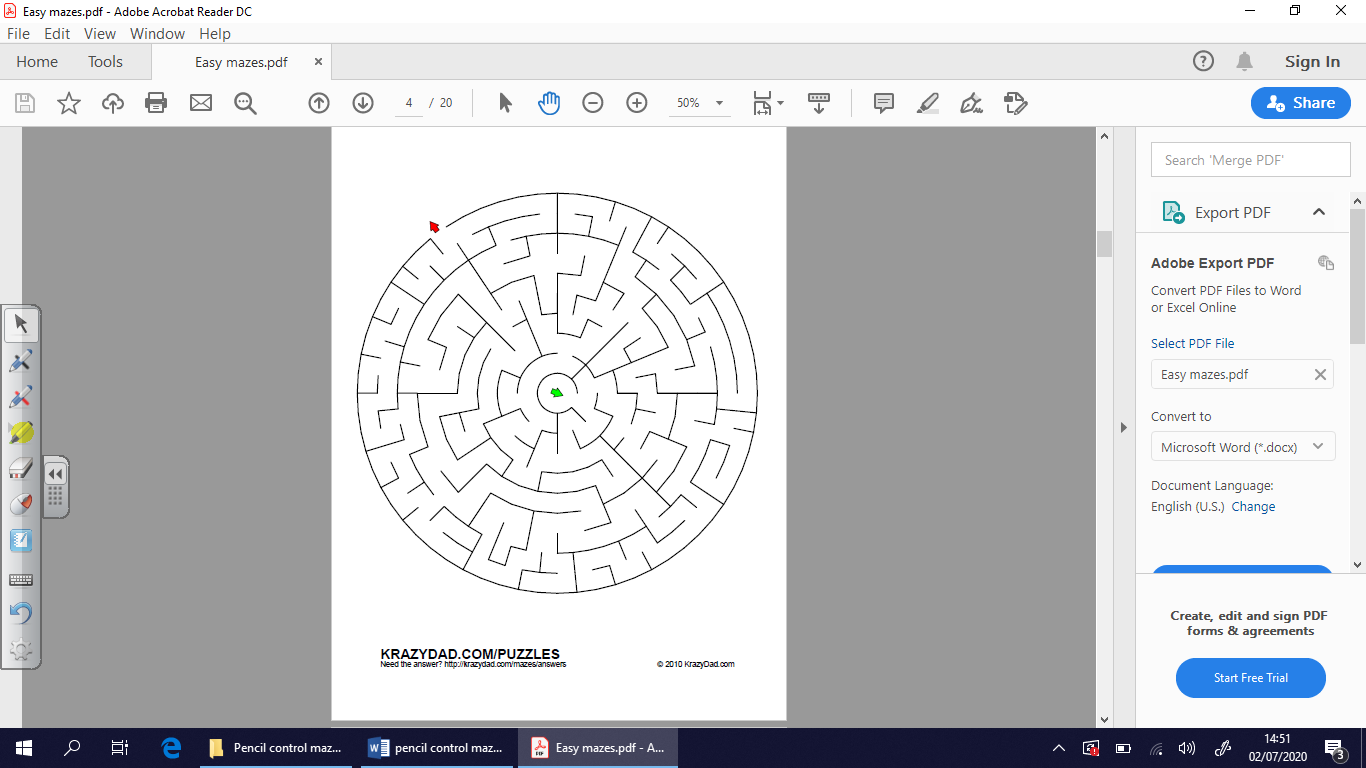 Easy mazes.pdf - Adobe Acrobat Reader DC
File Edit View Window Help
Home Tools Easy mazes.pdf × Sign In
4 / 20 50% Share
Search 'Merge PDF'
Export PDF
Adobe Export PDF
Convert PDF Files to Word
or Excel Online
Select PDF File
Easy mazes.pdf
Convert to
Microsoft Word (*.docx)
Document Language:
English (U.S.) Change
Create, edit and sign PDF
forms & agreements
Start Free Trial
KRAZYDAD.COM/PUZZLES
Need the answer? http://krazydad.com/mazes/answers © 2010 KrazyDad.com
Pencil control maz... pencil control maz... Easy mazes.pdf - A... 14:51
02/07/2020 3